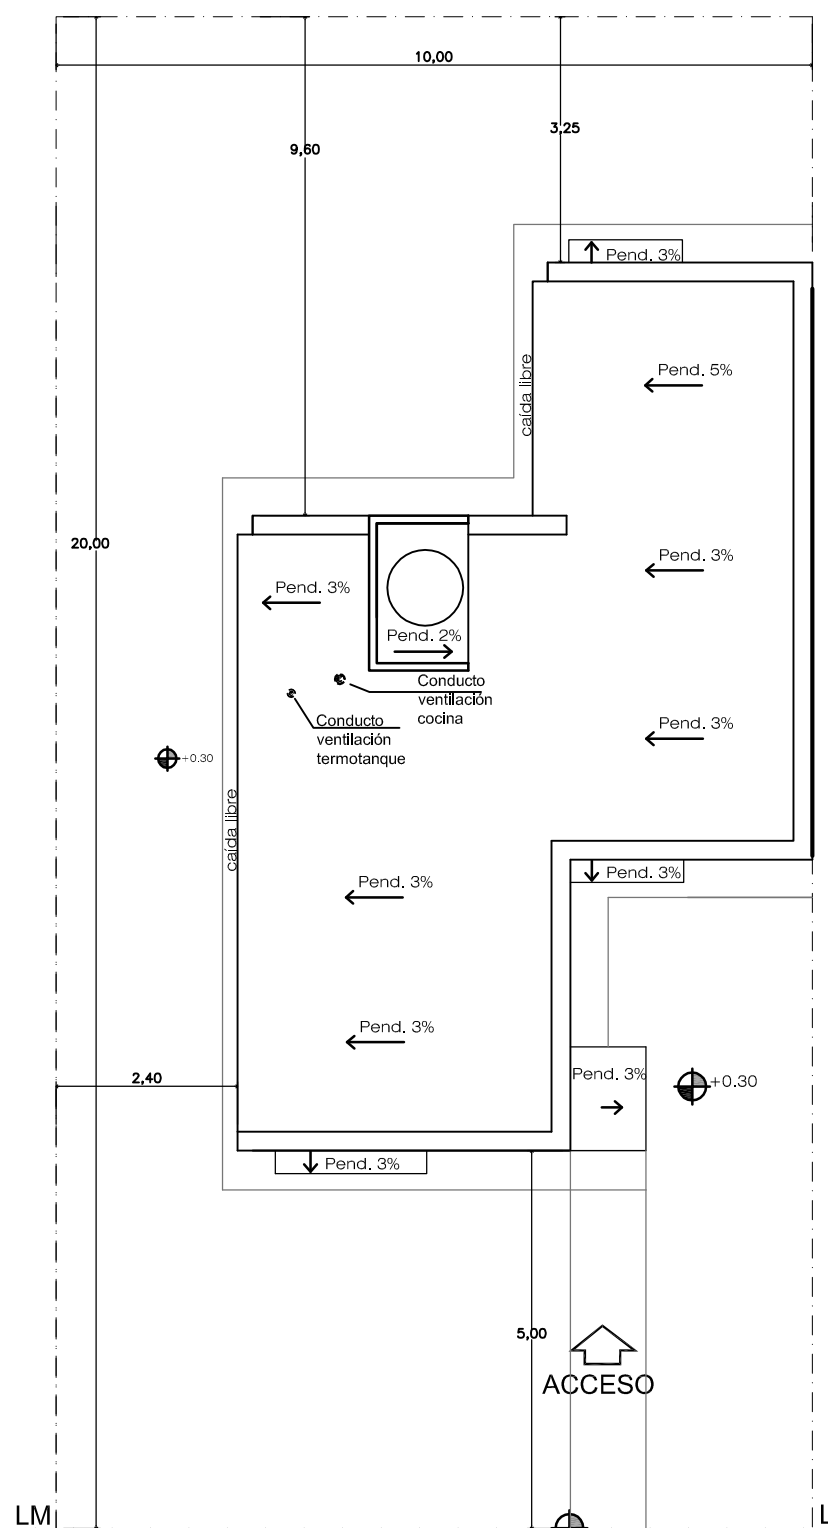 10,00
3,25
9,60
Pend. 3%
Pend. 5%
caída libre
20,00
Pend. 3%
Pend. 3%
Pend. 2%
Conducto
ventilación
cocina
Conducto
ventilación
termotanque
Pend. 3%
+0.30
caída libre
Pend. 3%
Pend. 3%
Pend. 3%
Pend. 3%
2,40
+0.30
Pend. 3%
5,00
ACCESO
LM
L